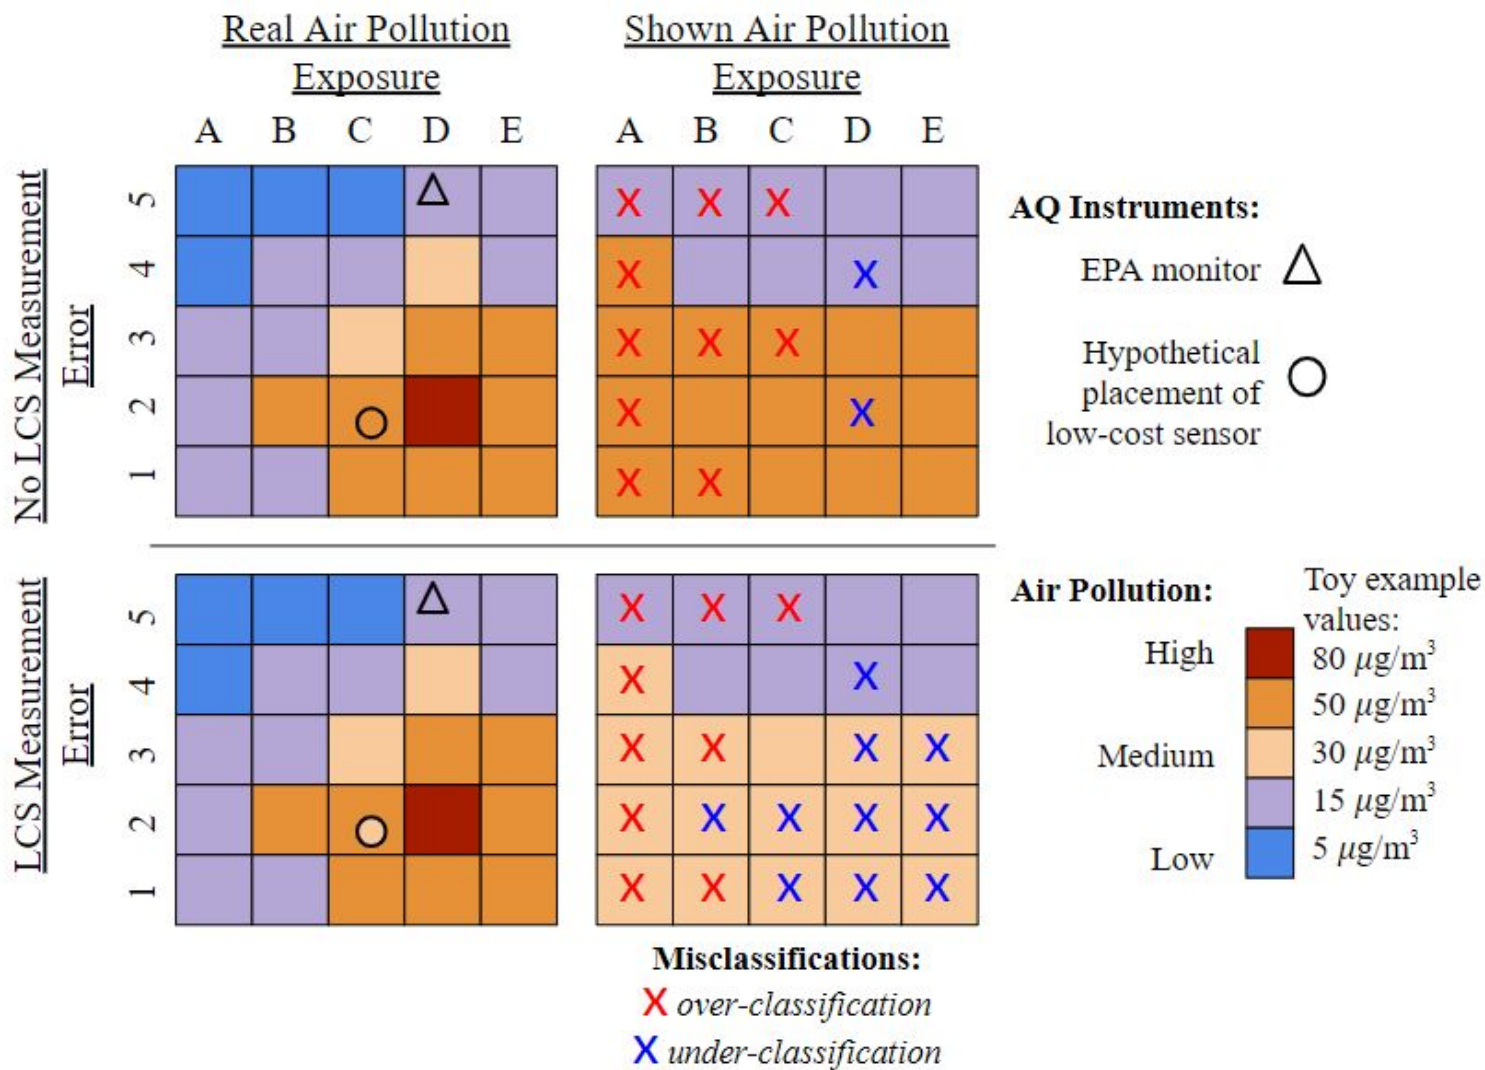 Real Air Pollution
Exposure
Shown Air Pollution
Exposure
A B C D E
A B C D E
No LCS Measurement
Error
5
4
3
2
1
X X X
X X
X X X
X X
X X
AQ Instruments:
EPA monitor
Hypothetical
placement of
low-cost sensor
LCS Measurement
Error
5
4
3
2
1
X X X
X X
X X X X
X X X X X
X X X X X
Air Pollution:
Toy example
values:
High 80 μg/m³
50 μg/m³
Medium 30 μg/m³
15 μg/m³
Low 5 μg/m³
Misclassifications:
X over-classification
X under-classification